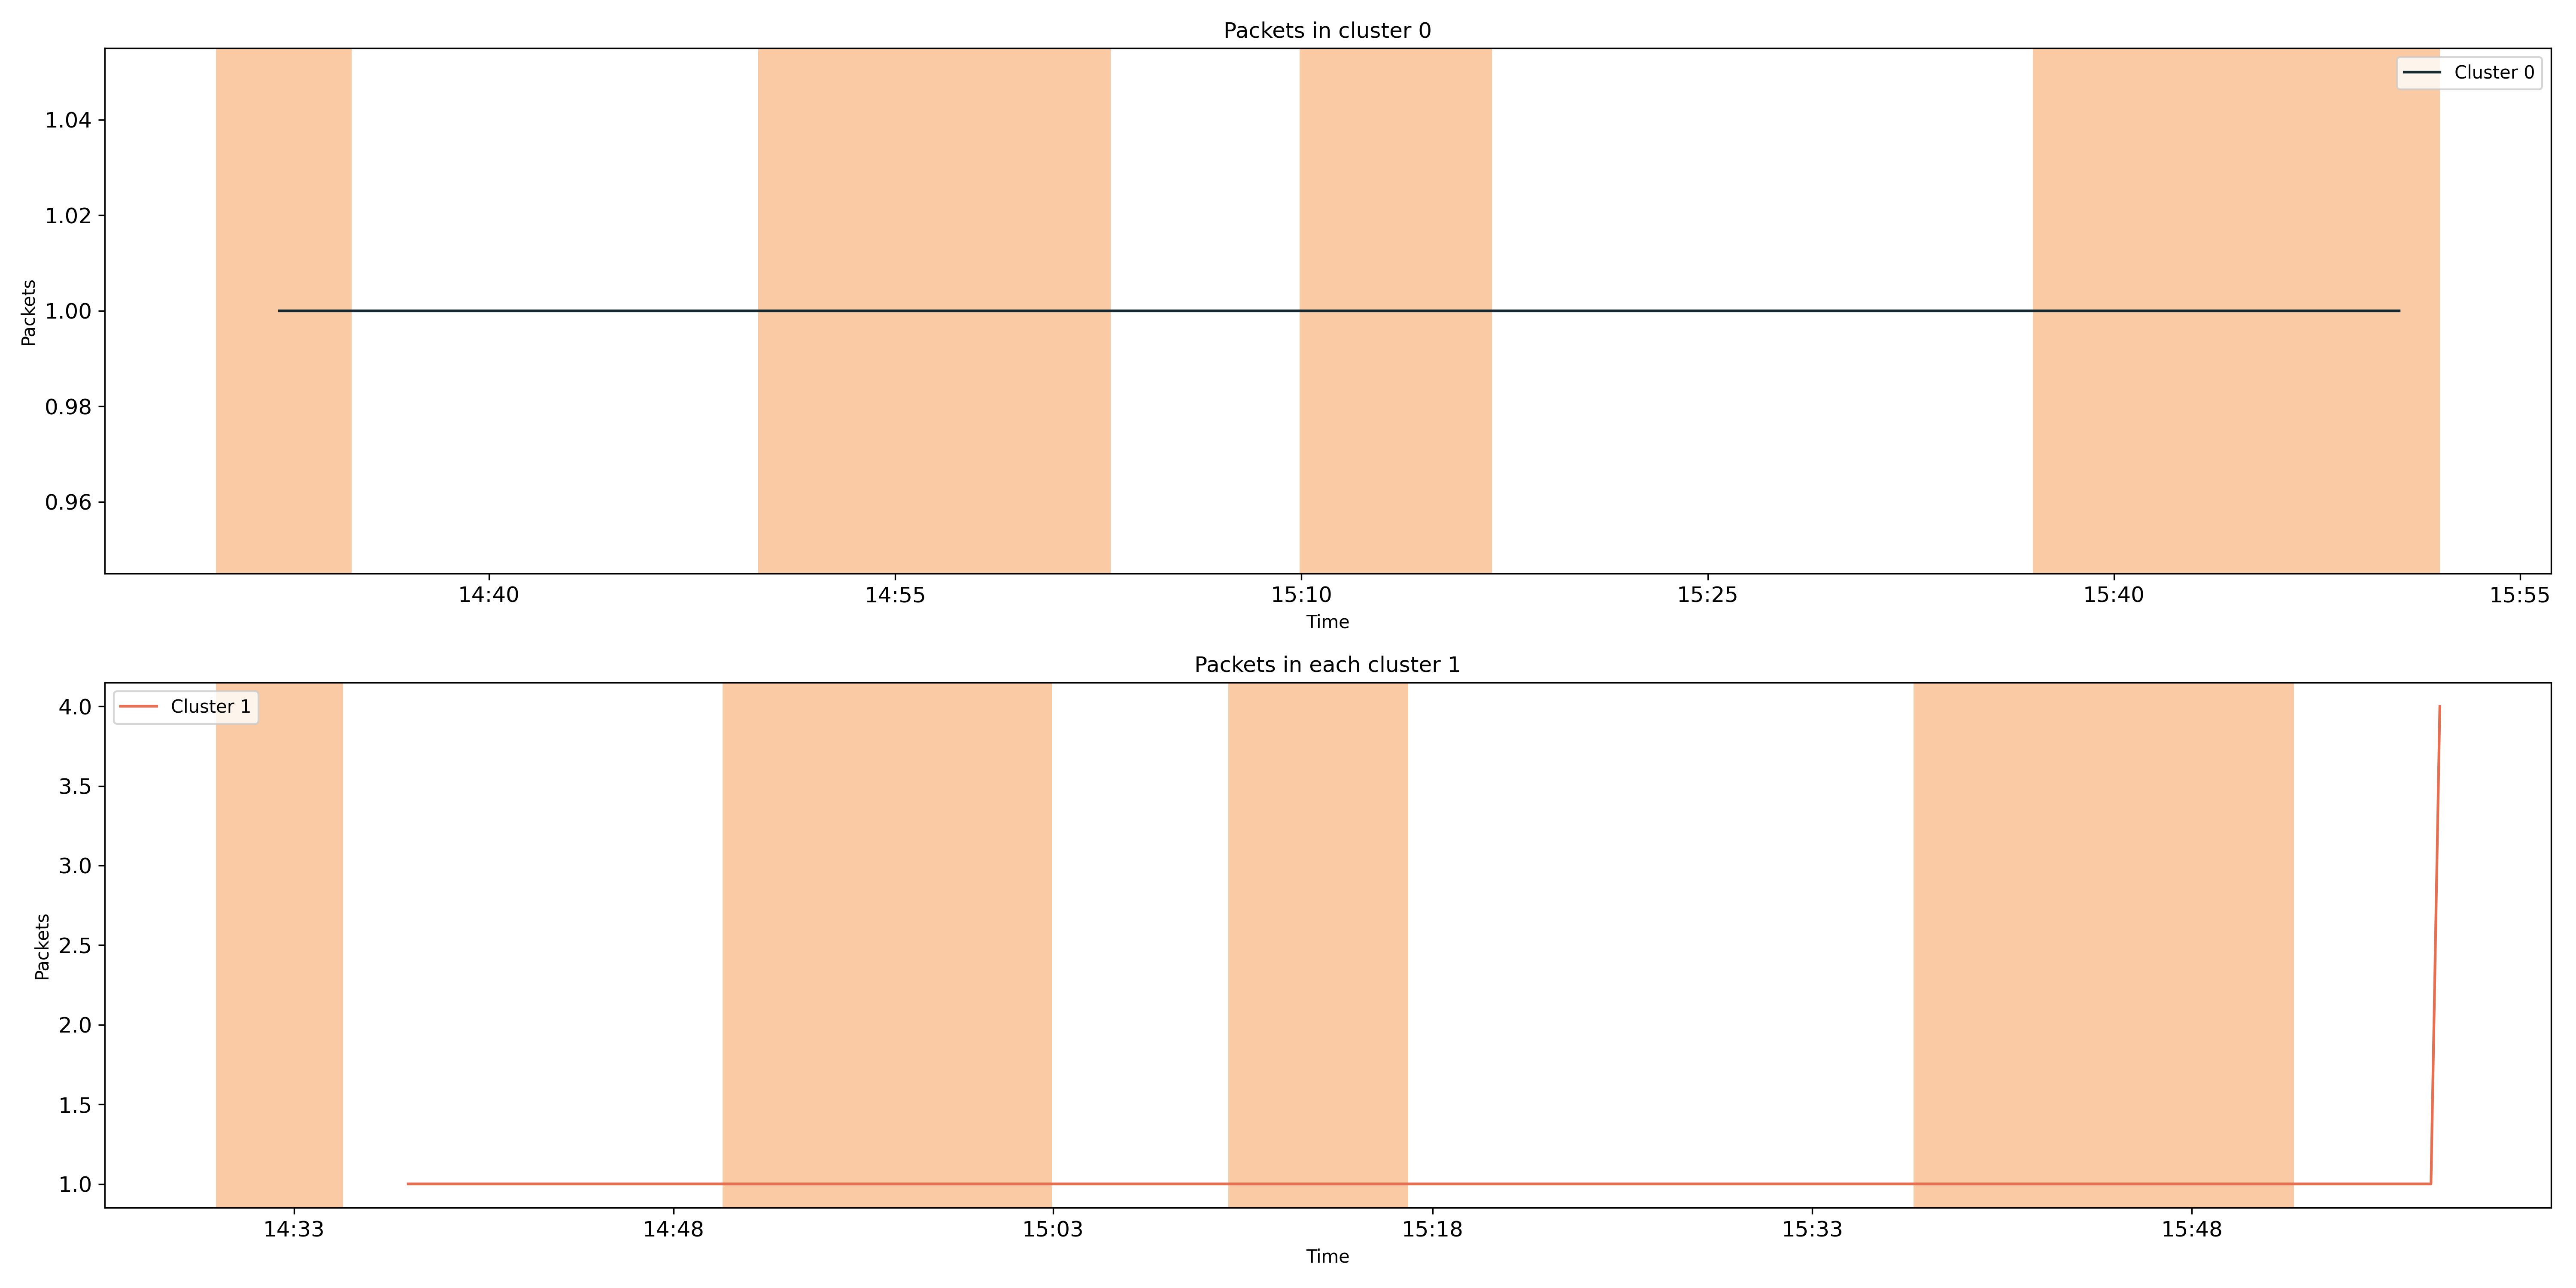 Packets in cluster 0
Cluster 0
1.04
1.02
1.00
0.98
0.96
Packets
14:40 14:55 15:10 15:25 15:40 15:55
Time
Packets in each cluster 1
Cluster 1
4.0
3.5
3.0
2.5
2.0
1.5
1.0
Packets
14:33 14:48 15:03 15:18 15:33 15:48
Time